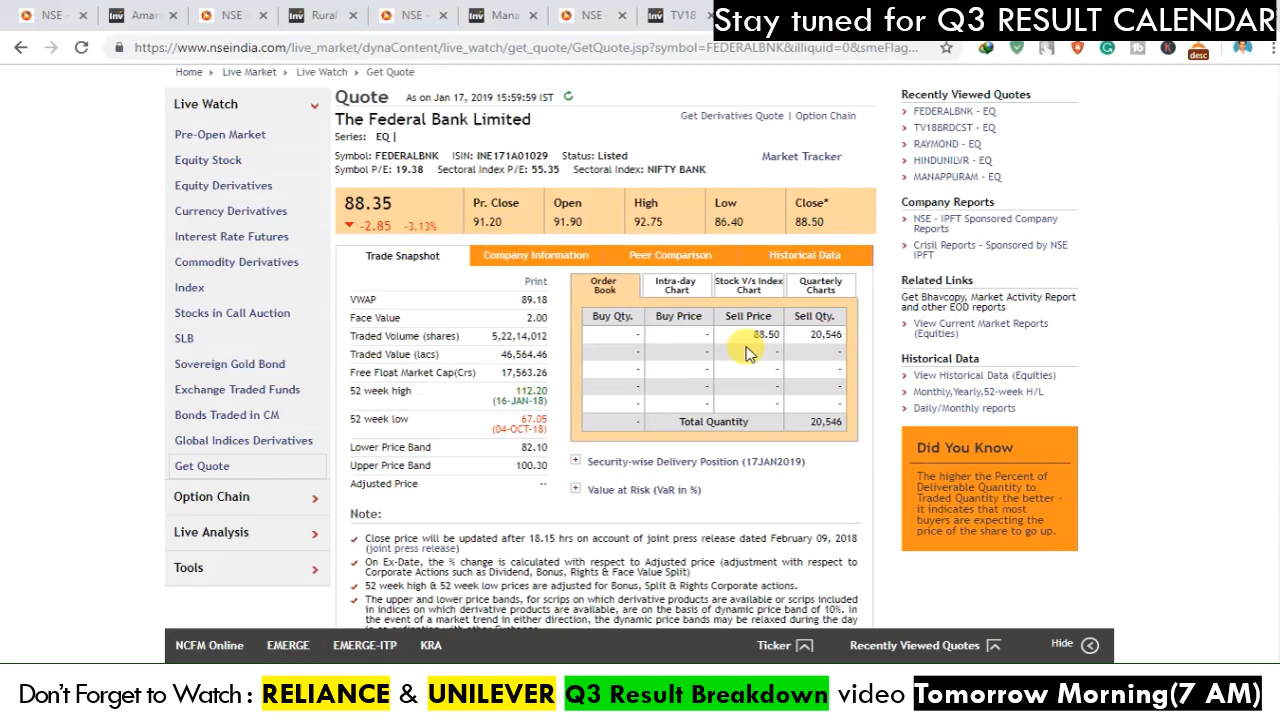 NSE -
Amar
NSE -
Rural
NSE -
Mana
NSE -
TV18
Stay tuned for Q3 RESULT CALENDAR
https://www.nseindia.com/live_market/dynaContent/live_watch/get_quote/GetQuote.jsp?symbol=FEDERALBNK&illiquid=0&smeFlag...
desc
Home › Live Market › Live Watch › Get Quote
Live Watch
Pre-Open Market
Equity Stock
Equity Derivatives
Currency Derivatives
Interest Rate Futures
Commodity Derivatives
Index
Stocks in Call Auction
SLB
Sovereign Gold Bond
Exchange Traded Funds
Bonds Traded in CM
Global Indices Derivatives
Get Quote
Option Chain
Live Analysis
Tools
Quote As on Jan 17, 2019 15:59:59 IST
The Federal Bank Limited
Get Derivatives Quote | Option Chain
Series: EQ |
Symbol: FEDERALBNK ISIN: INE171A01029 Status: Listed
Market Tracker
Symbol P/E: 19.38 Sectoral Index P/E: 55.35 Sectoral Index: NIFTY BANK
88.35 Pr. Close Open High Low Close*
-2.85 -3.13% 91.20 91.90 92.75 86.40 88.50
Trade Snapshot Company Information Peer Comparison Historical Data
Print
VWAP 89.18
Face Value 2.00
Traded Volume (shares) 5,22,14,012
Traded Value (lacs) 46,564.46
Free Float Market Cap(Crs) 17,563.26
52 week high 112.20
(16-JAN-18)
52 week low 67.05
(04-OCT-18)
Lower Price Band 82.10
Upper Price Band 100.30
Adjusted Price --
Order Book
Intra-day Chart
Stock V/s Index Chart
Quarterly Charts
Buy Qty. Buy Price Sell Price Sell Qty.
- - 88.50 20,546
- - - -
- - - -
- - - -
- - - -
- Total Quantity 20,546
Security-wise Delivery Position (17JAN2019)
Value at Risk (VaR in %)
Note:
Close price will be updated after 18.15 hrs on account of joint press release dated February 09, 2018
(joint press release)
On Ex-Date, the % change is calculated with respect to Adjusted price (adjustment with respect to
Corporate Actions such as Dividend, Bonus, Rights & Face Value Split)
52 week high & 52 week low prices are adjusted for Bonus, Split & Rights Corporate actions.
The upper and lower price bands, for scrips on which derivative products are available or scrips included
in indices on which derivative products are available, are on the basis of dynamic price band of 10%. In
the event of a market trend in either direction, the dynamic price bands may be relaxed during the day
Recently Viewed Quotes
FEDERALBNK - EQ
TV18BRDCST - EQ
RAYMOND - EQ
HINDUNILVR - EQ
MANAPPURAM - EQ
Company Reports
NSE - IPFT Sponsored Company
Reports
Crisil Reports - Sponsored by NSE
IPFT
Related Links
Get Bhavcopy, Market Activity Report
and other EOD reports
View Current Market Reports
(Equities)
Historical Data
View Historical Data (Equities)
Monthly,Yearly,52-week H/L
Daily/Monthly reports
Did You Know
The higher the Percent of
Deliverable Quantity to
Traded Quantity the better -
it indicates that most
buyers are expecting the
price of the share to go up.
NCFM Online EMERGE EMERGE-ITP KRA Ticker Recently Viewed Quotes Hide
Don't Forget to Watch : RELIANCE & UNILEVER Q3 Result Breakdown video Tomorrow Morning(7 AM)